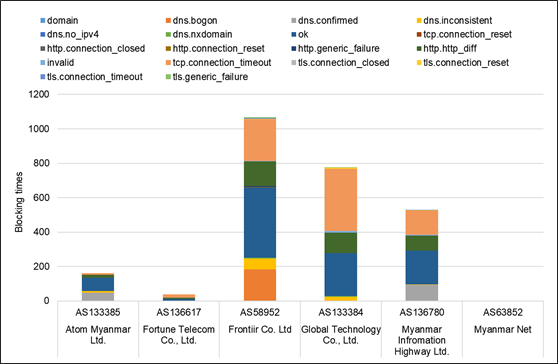 domain dns.bogon dns.confirmed dns.inconsistent
dns.no_ipv4 dns.nxdomain ok tcp.connection_reset
http.connection_closed http.connection_reset http.generic_failure http.http_diff
invalid tcp.connection_timeout tls.connection_closed tls.connection_reset
tls.connection_timeout tls.generic_failure
1200
1000
800
600
400
200
0
Blocking times
AS133385 AS136617 AS58952 AS133384 AS136780 AS63852
Atom Myanmar Ltd. Fortune Telecom Co., Ltd. Frontiir Co. Ltd Global Technology Co., Ltd. Myanmar Infromation Highway Ltd. Myanmar Net